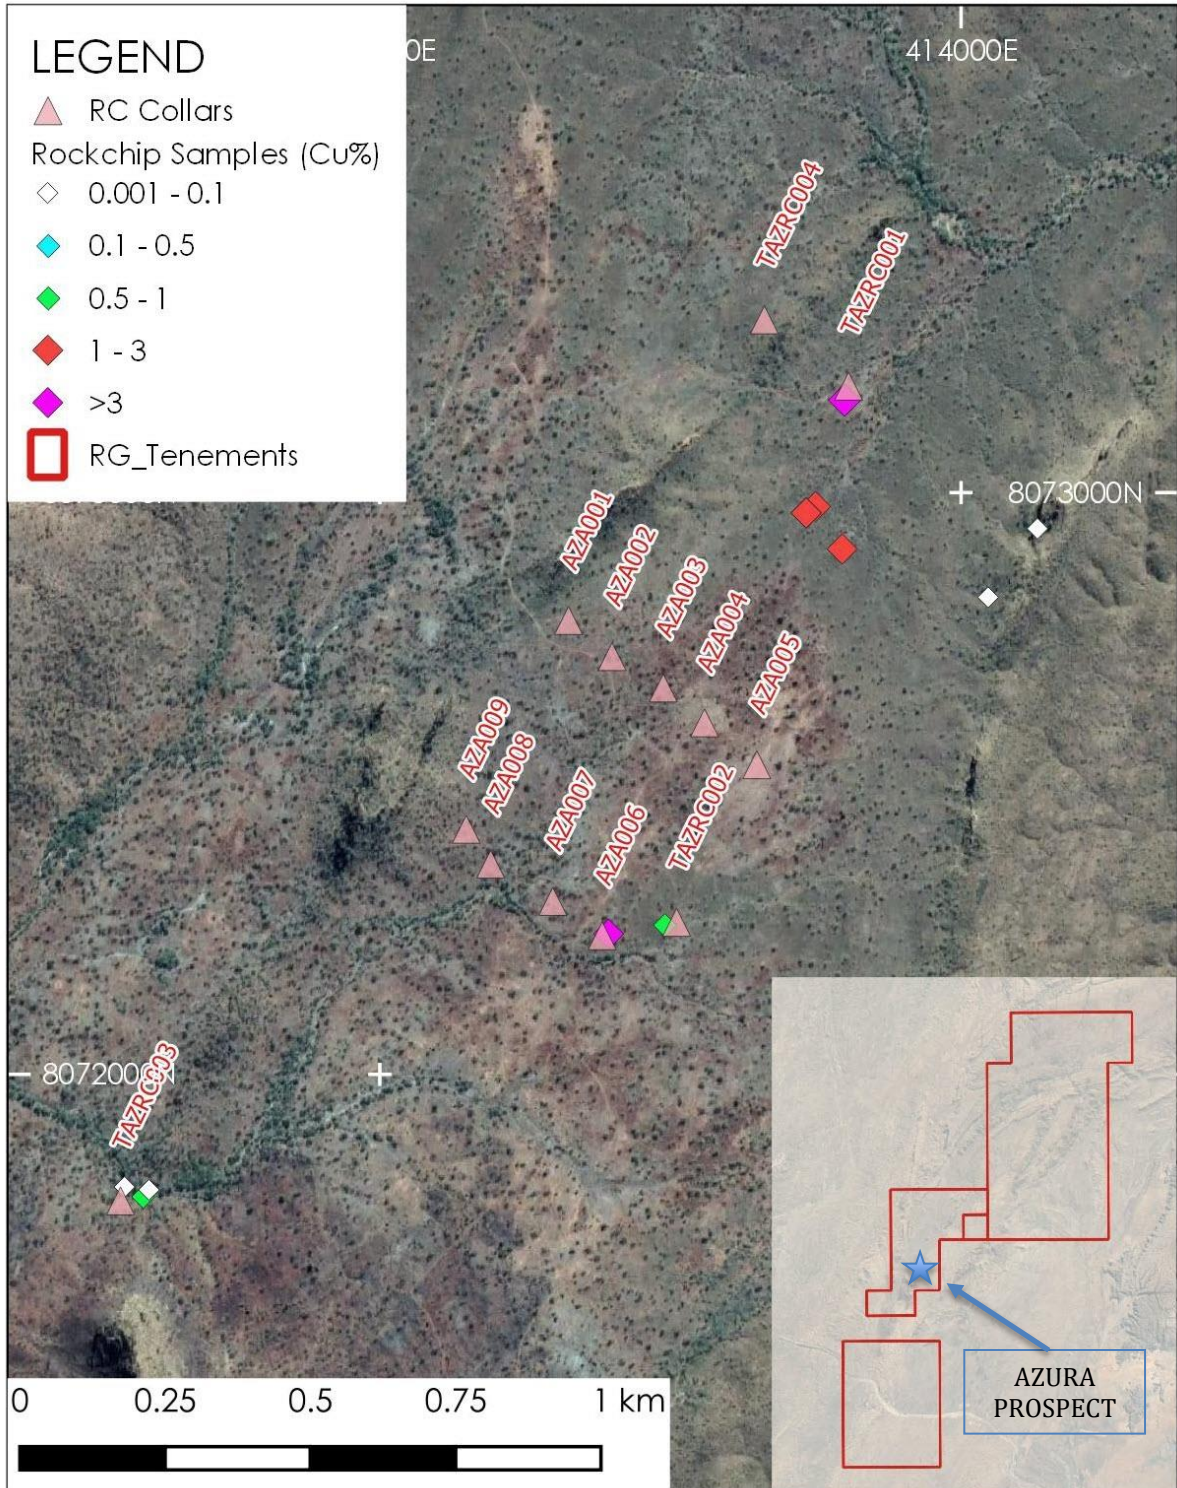 LEGEND
RC Collars
Rockchip Samples (Cu%)
0.001 - 0.1
0.1 - 0.5
0.5 - 1
1 - 3
>3
RG_Tenements
0E
414000E
TAZRC004
TAZRC001
8073000N
AZA001
AZA002
AZA003
AZA004
AZA005
AZA009
AZA008
AZA007
AZA006
TAZRC002
TAZRC003
8072000N
0 0.25 0.5 0.75 1 km
AZURA
PROSPECT